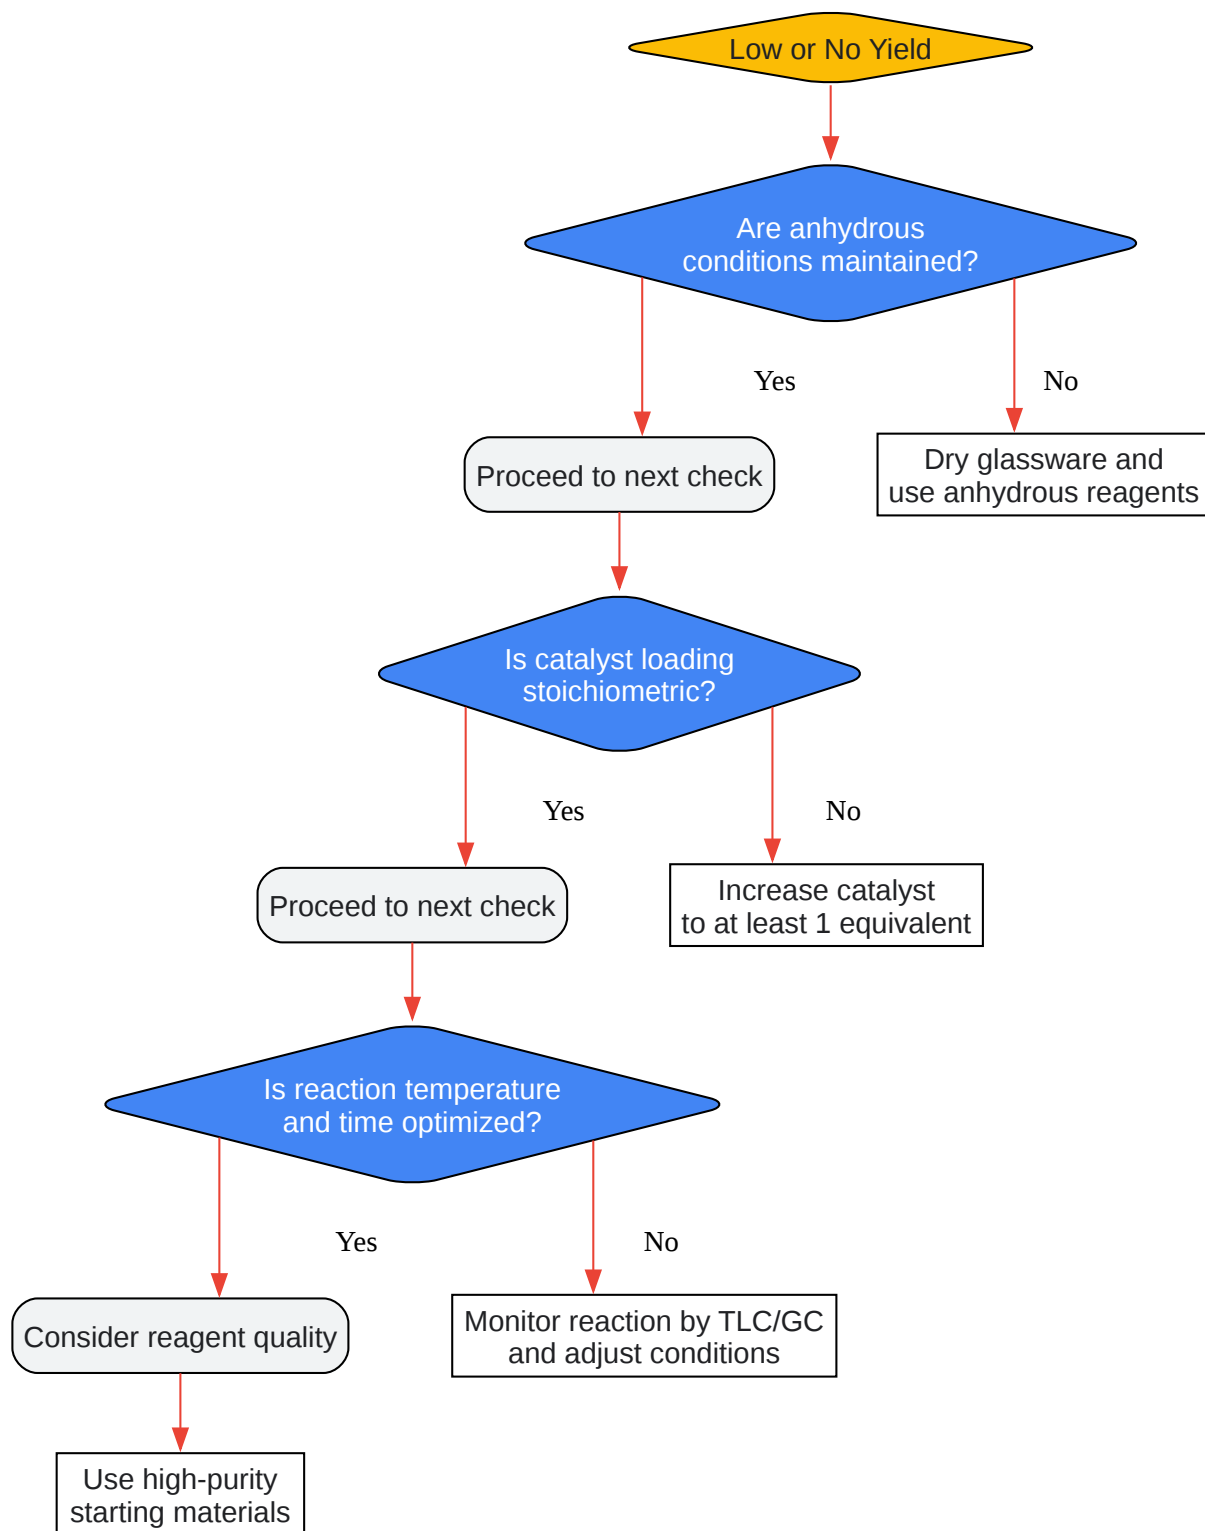 Low or No Yield
Are anhydrous
conditions maintained?
Yes
No
Proceed to next check
Dry glassware and
use anhydrous reagents
Is catalyst loading
stoichiometric?
Yes
No
Proceed to next check
Increase catalyst
to at least 1 equivalent
Is reaction temperature
and time optimized?
Yes
No
Consider reagent quality
Monitor reaction by TLC/GC
and adjust conditions
Use high-purity
starting materials